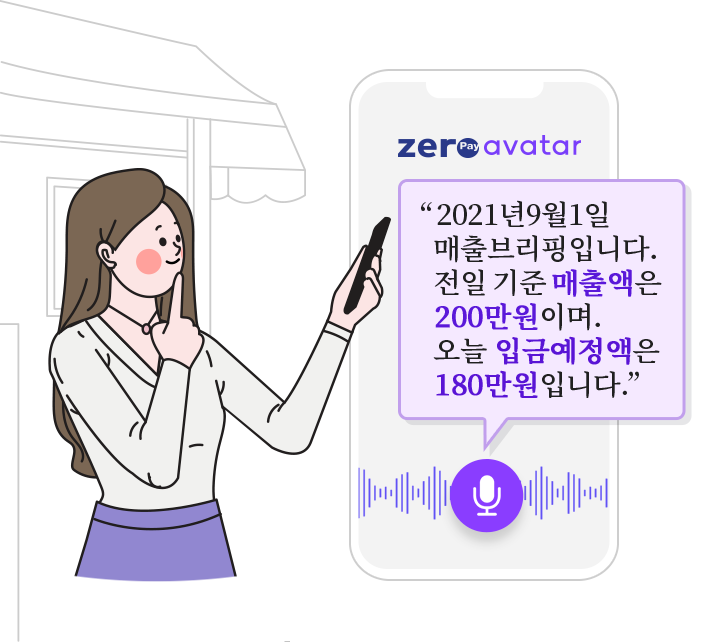 zero Pay avatar
“2021년9월1일
매출브리핑입니다.
전일 기준 매출액은
200만원이며.
오늘 입금예정액은
180만원입니다.”